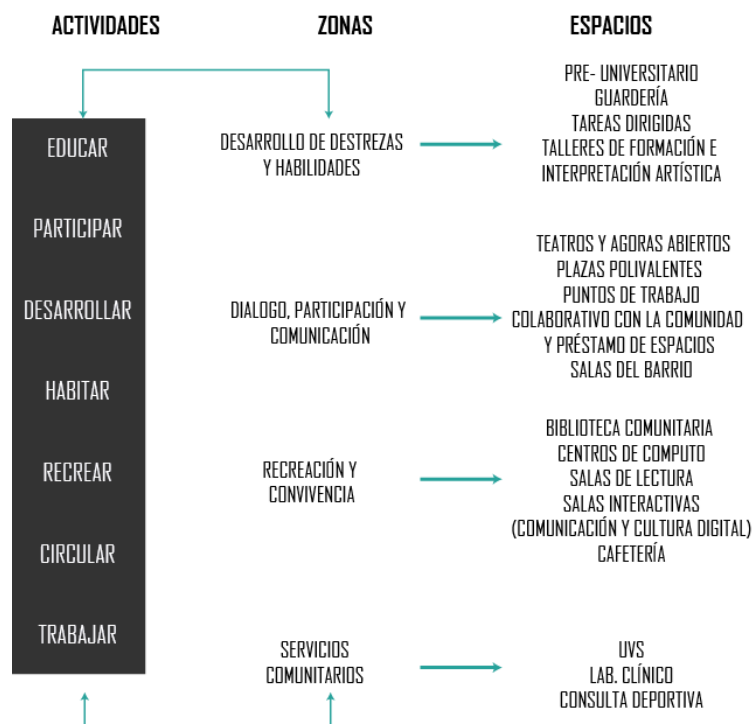 ACTIVIDADES
EDUCAR
PARTICIPAR
DESARROLLAR
HABITAR
RECREAR
CIRCULAR
TRABAJAR
ZONAS
DESARROLLO DE DESTREZAS
Y HABILIDADES
DIALOGO, PARTICIPACIÓN Y
COMUNICACIÓN
RECREACIÓN Y
CONVIVENCIA
SERVICIOS
COMUNITARIOS
ESPACIOS
PRE- UNIVERSITARIO
GUARDERÍA
TAREAS DIRIGIDAS
TALLERES DE FORMACIÓN E
INTERPRETACIÓN ARTÍSTICA
TEATROS Y AGORAS ABIERTOS
PLAZAS POLIVALENTES
PUNTOS DE TRABAJO
COLABORATIVO CON LA COMUNIDAD
Y PRÉSTAMO DE ESPACIOS
SALAS DEL BARRIO
BIBLIOTECA COMUNITARIA
CENTROS DE COMPUTO
SALAS DE LECTURA
SALAS INTERACTIVAS
(COMUNICACIÓN Y CULTURA DIGITAL)
CAFETERÍA
UVS
LAB. CLÍNICO
CONSULTA DEPORTIVA